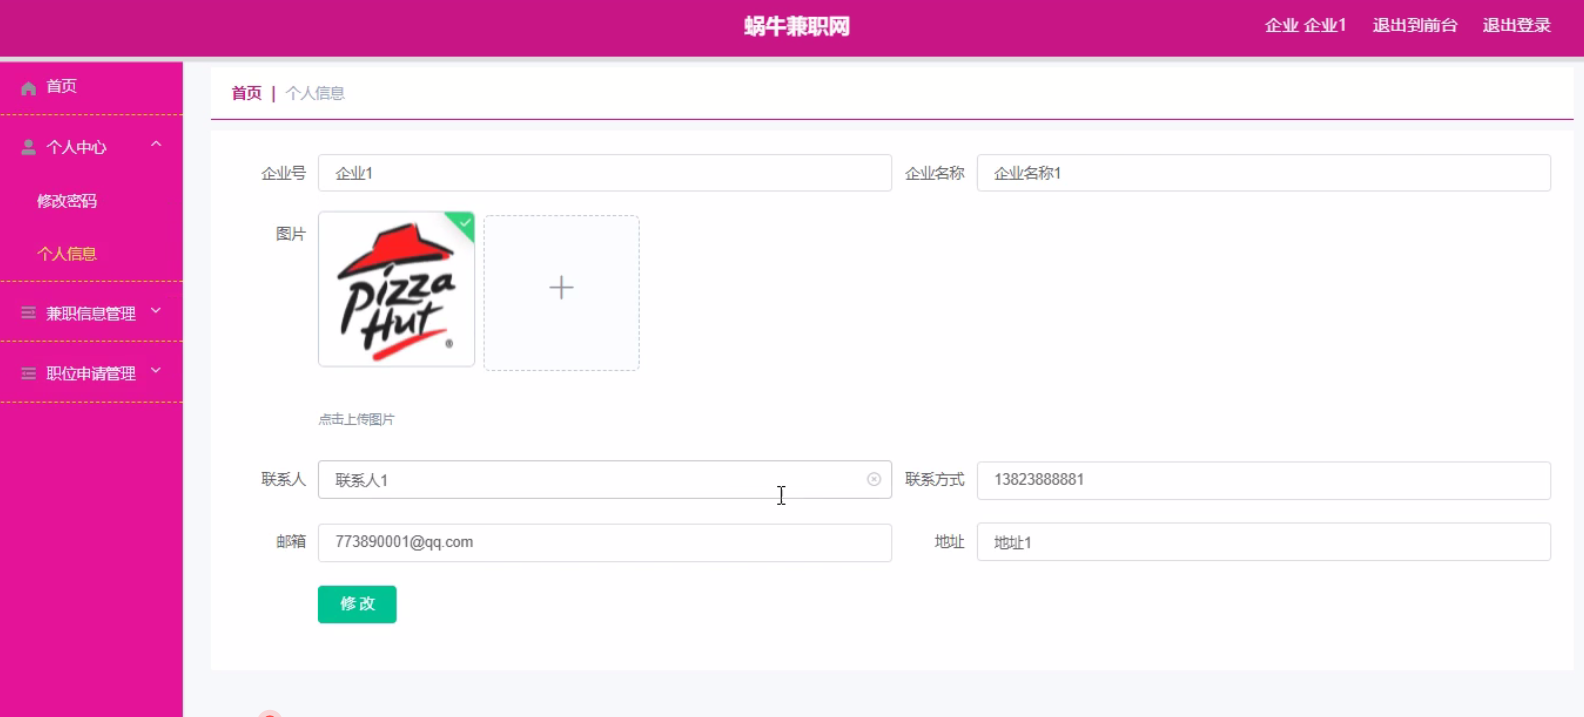 蜗牛兼职网
企业 企业1 退出到前台 退出登录
首页
个人中心
修改密码
个人信息
兼职信息管理
职位申请管理
首页 | 个人信息
企业号 企业1 企业名称 企业名称1
图片
Pizza
Hut
®
点击上传图片
联系人 联系人1 联系方式 13823888881
邮箱 773890001@qq.com 地址 地址1
修改